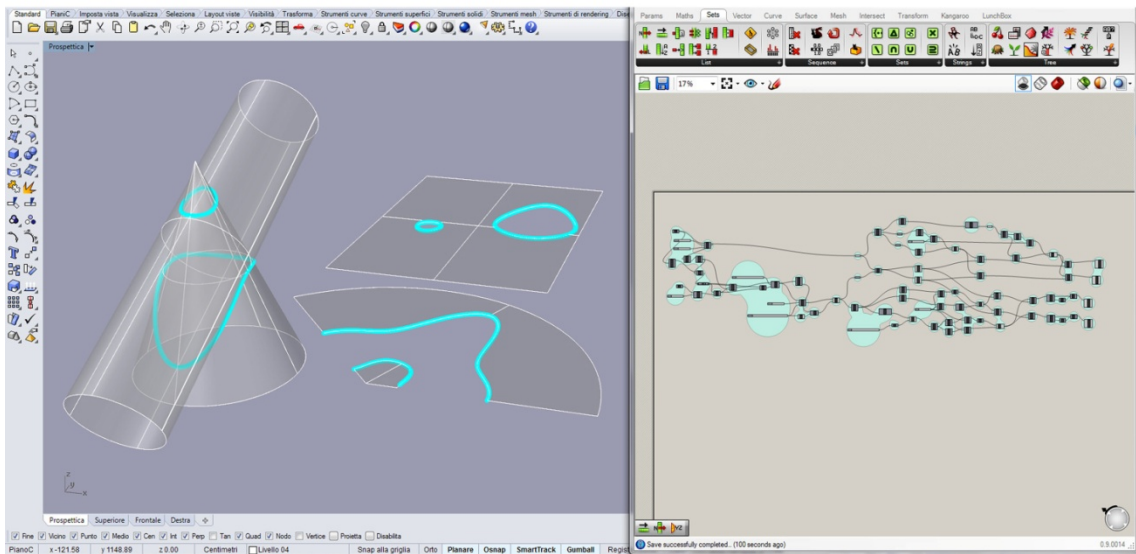 Standard PianiC Imposta vista Visualizza Seleziona Layout viste Visibilità Trasforma Strumenti curve Strumenti superfici Strumenti solidi Strumenti mesh Strumenti di rendering
Prospettica
z
y
x
Prospettica Superiore Frontale Destra
Fine Vicino Punto Medio Cen Int Perp Tan Quad Nodo Vertice Proietta Disabilita
PianoC x -121.58 y 1148.89 z 0.00 Centimetri Livello 04 Snap alla griglia Orto Planare Osnap SmartTrack Gumball Regist
Params Maths Sets Vector Curve Surface Mesh Intersect Transform Kangaroo LunchBox
List Sequence Sets Strings Tree
17%
Save successfully completed.. (100 seconds ago)
0.9.0014